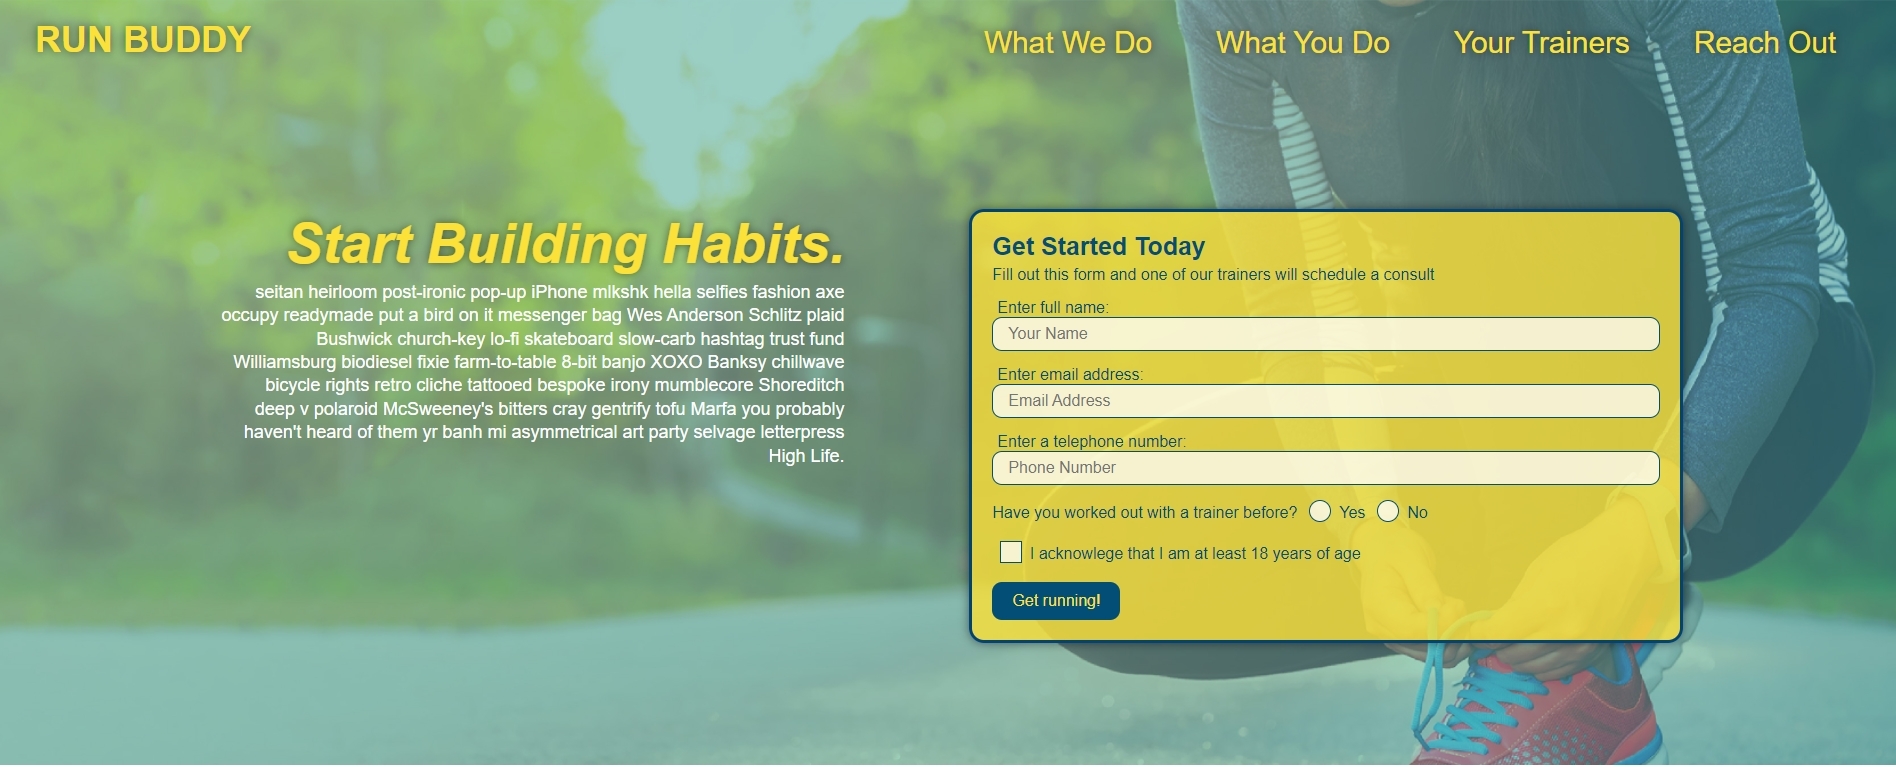 RUN BUDDY
What We Do
What You Do
Your Trainers
Reach Out
Start Building Habits.
seitan heirloom post-ironic pop-up iPhone mlkshk hella selfies fashion axe
occupy readymade put a bird on it messenger bag Wes Anderson Schlitz plaid
Bushwick church-key lo-fi skateboard slow-carb hashtag trust fund
Williamsburg biodiesel fixie farm-to-table 8-bit banjo XOXO Banksy chillwave
bicycle rights retro cliche tattooed bespoke irony mumblecore Shoreditch
deep v polaroid McSweeney's bitters cray gentrify tofu Marfa you probably
haven't heard of them yr banh mi asymmetrical art party selvage letterpress
High Life.
Get Started Today
Fill out this form and one of our trainers will schedule a consult
Enter full name:
Your Name
Enter email address:
Email Address
Enter a telephone number:
Phone Number
Have you worked out with a trainer before? Yes No
I acknowlege that I am at least 18 years of age
Get running!